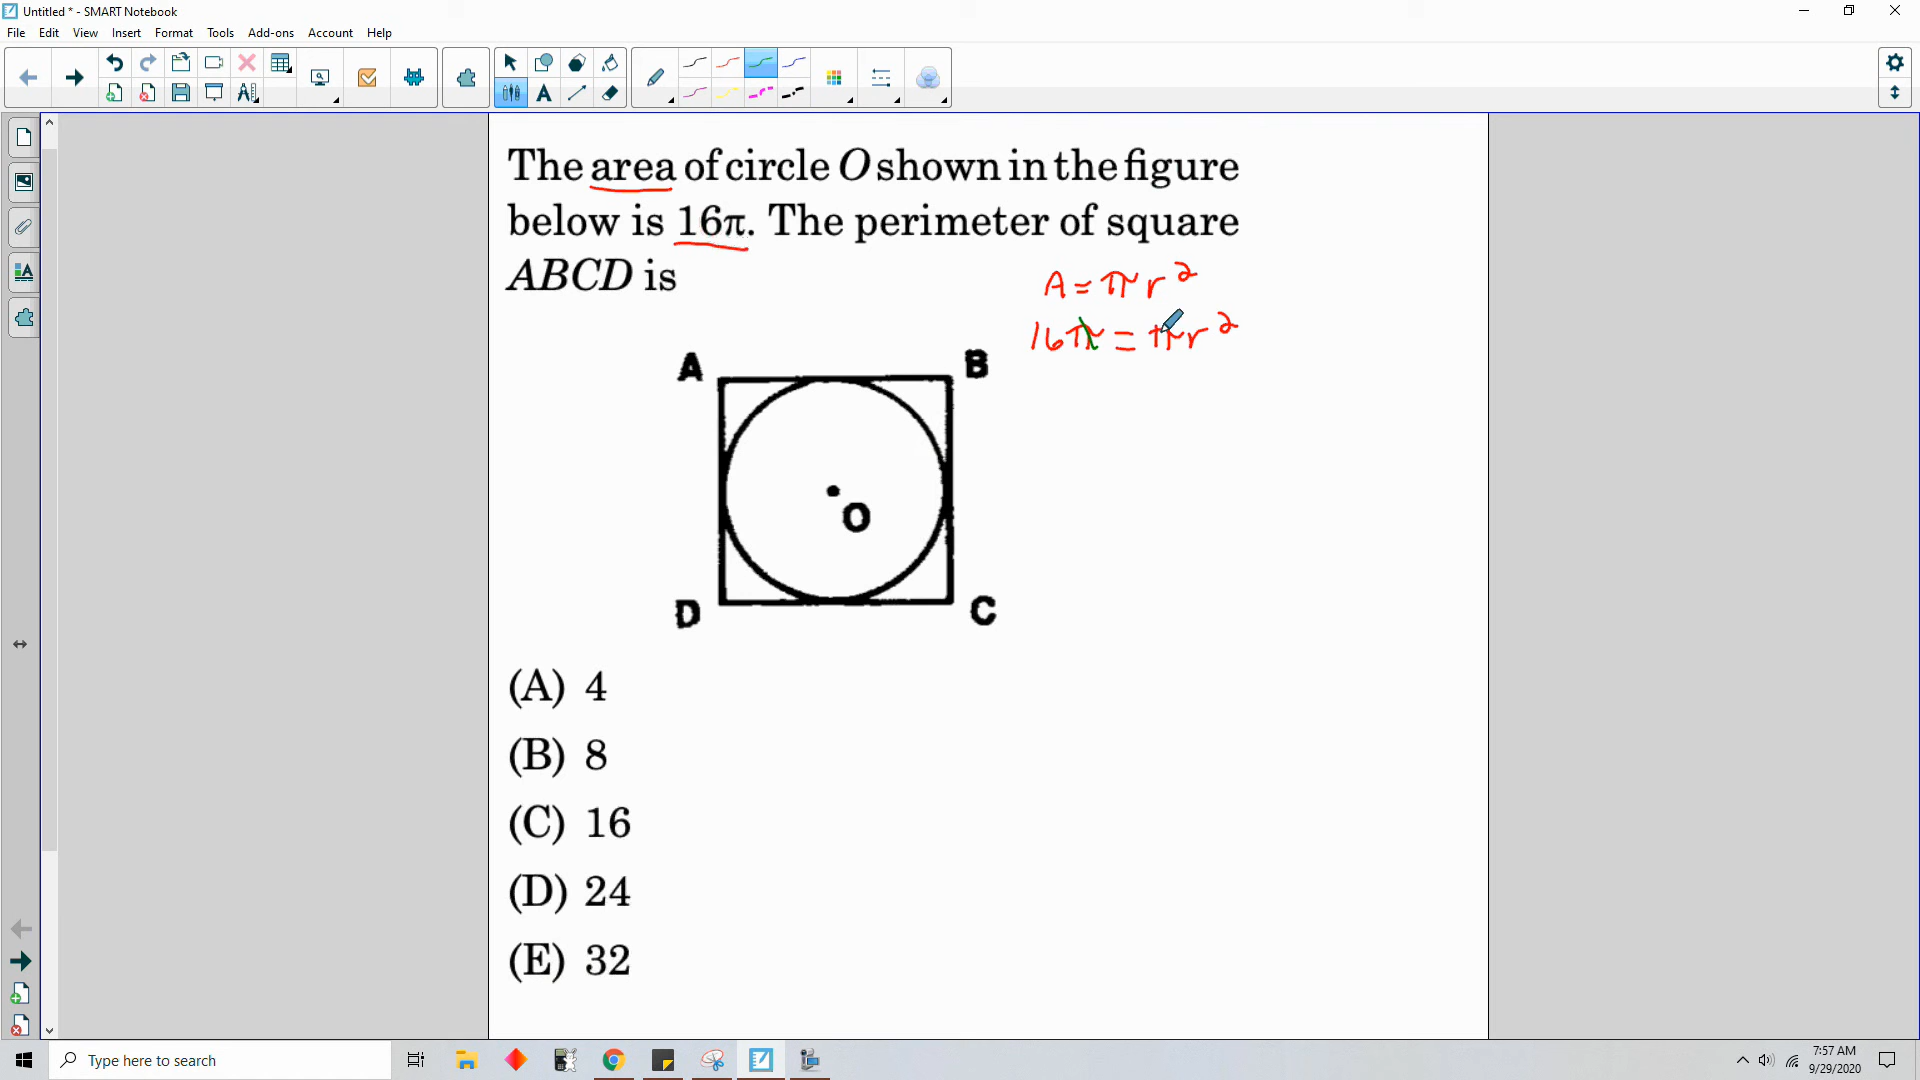 Untitled * - SMART Notebook
File Edit View Insert Format Tools Add-ons Account Help
The area of circle O shown in the figure
below is 16π. The perimeter of square
ABCD is
A = πr²
16π = πr²
A
B
O
D
C
(A) 4
(B) 8
(C) 16
(D) 24
(E) 32
Type here to search
7:57 AM
9/29/2020